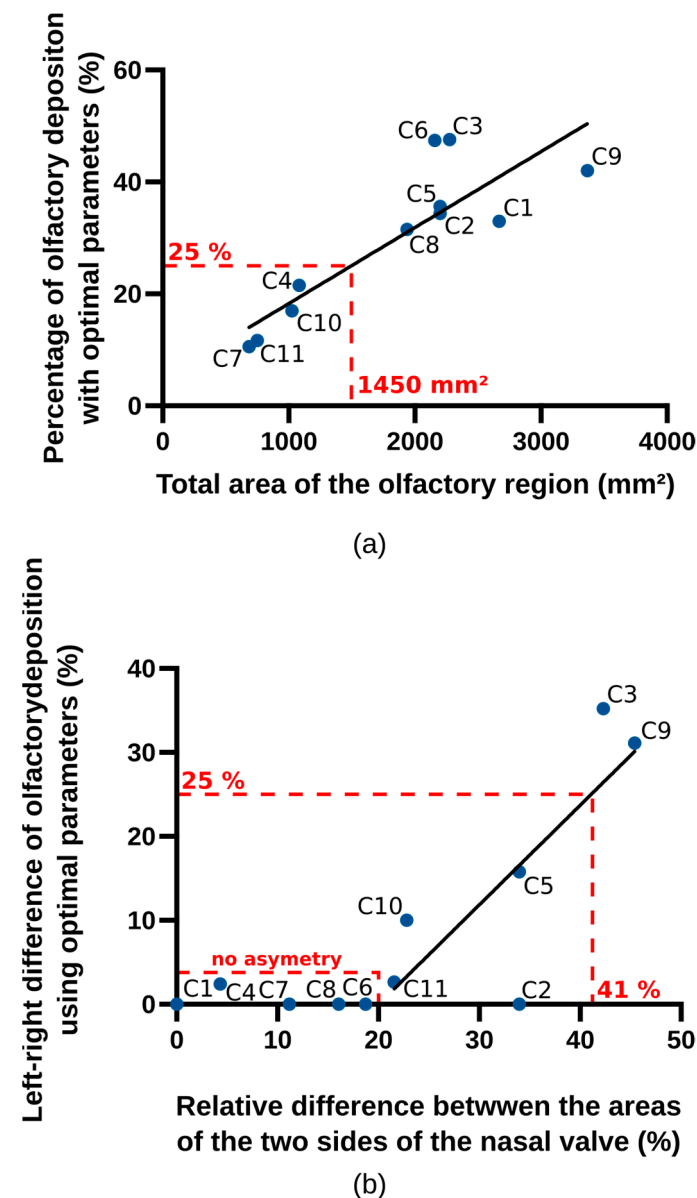 Percentage of olfactory depositon
with optimal parameters (%)
60
40
20
0
C6
C3
C9
C5
C1
C2
C8
25 %
C4
C10
C7
C11
1450 mm²
0
1000
2000
3000
4000
Total area of the olfactory region (mm²)
(a)
Left-right difference of olfactorydeposition
using optimal parameters (%)
40
30
20
10
0
C3
C9
25 %
C5
C10
no asymetry
C1
C4
C7
C8
C6
C11
C2
41 %
0
10
20
30
40
50
Relative difference betwwen the areas
of the two sides of the nasal valve (%)
(b)